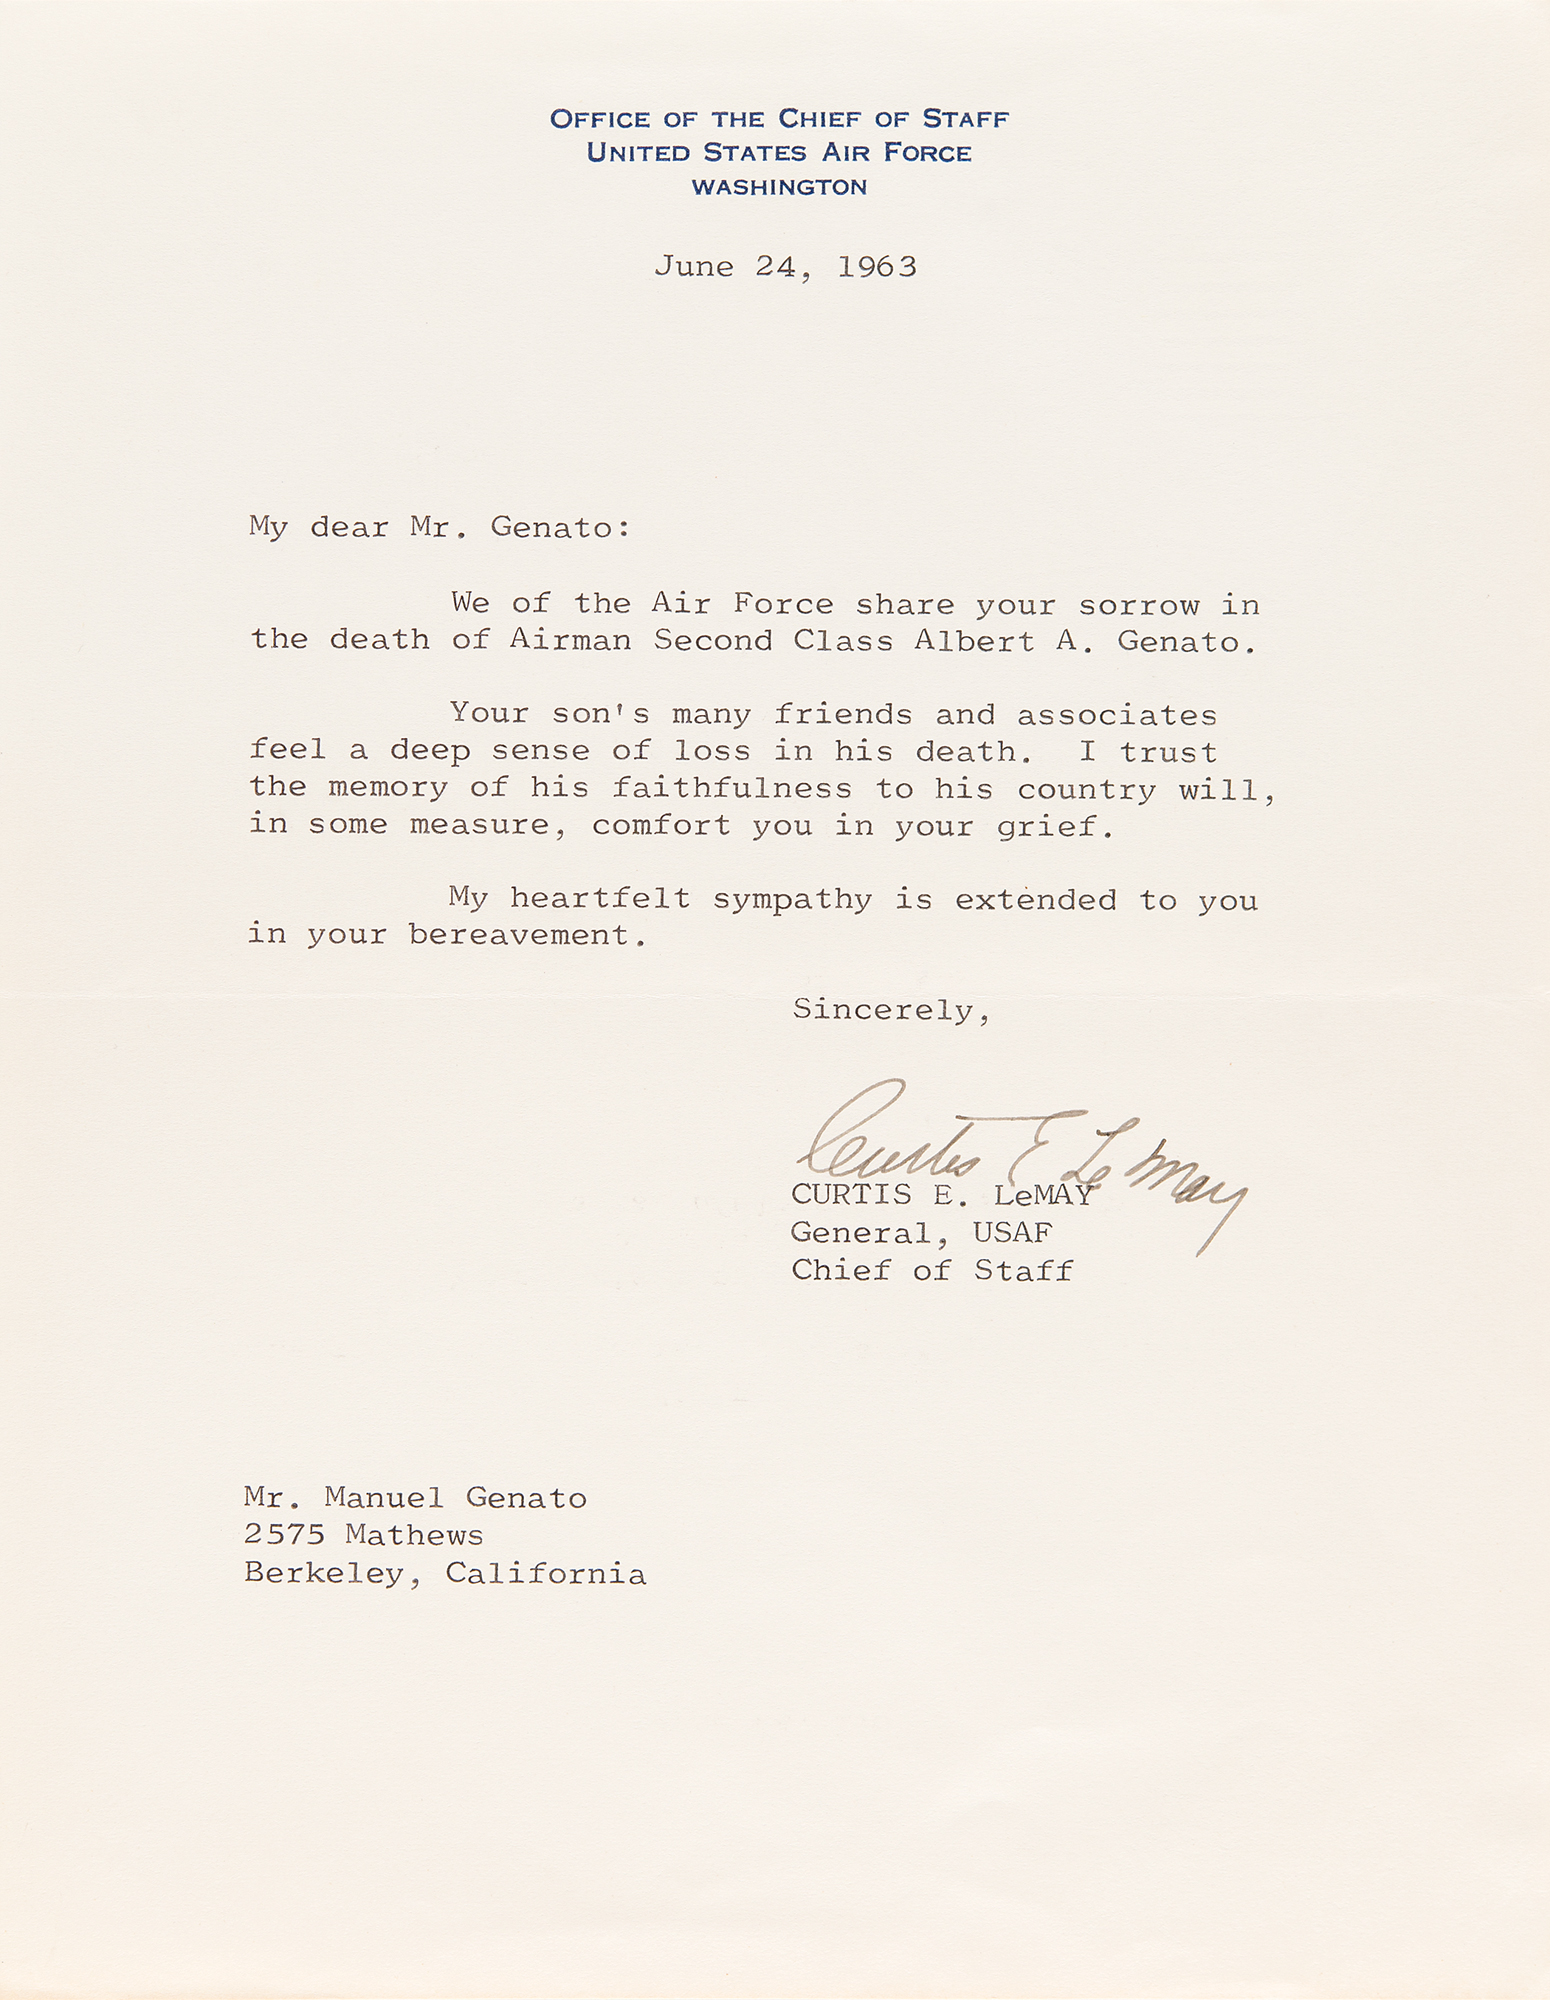 OFFICE OF THE CHIEF OF STAFF
UNITED STATES AIR FORCE
WASHINGTON
June 24, 1963
My dear Mr. Genato:
We of the Air Force share your sorrow in
the death of Airman Second Class Albert A. Genato.
Your son's many friends and associates
feel a deep sense of loss in his death. I trust
the memory of his faithfulness to his country will,
in some measure, comfort you in your grief.
My heartfelt sympathy is extended to you
in your bereavement.
Sincerely,
Curtis E LeMay
CURTIS E. LeMAY
General, USAF
Chief of Staff
Mr. Manuel Genato
2575 Mathews
Berkeley, California